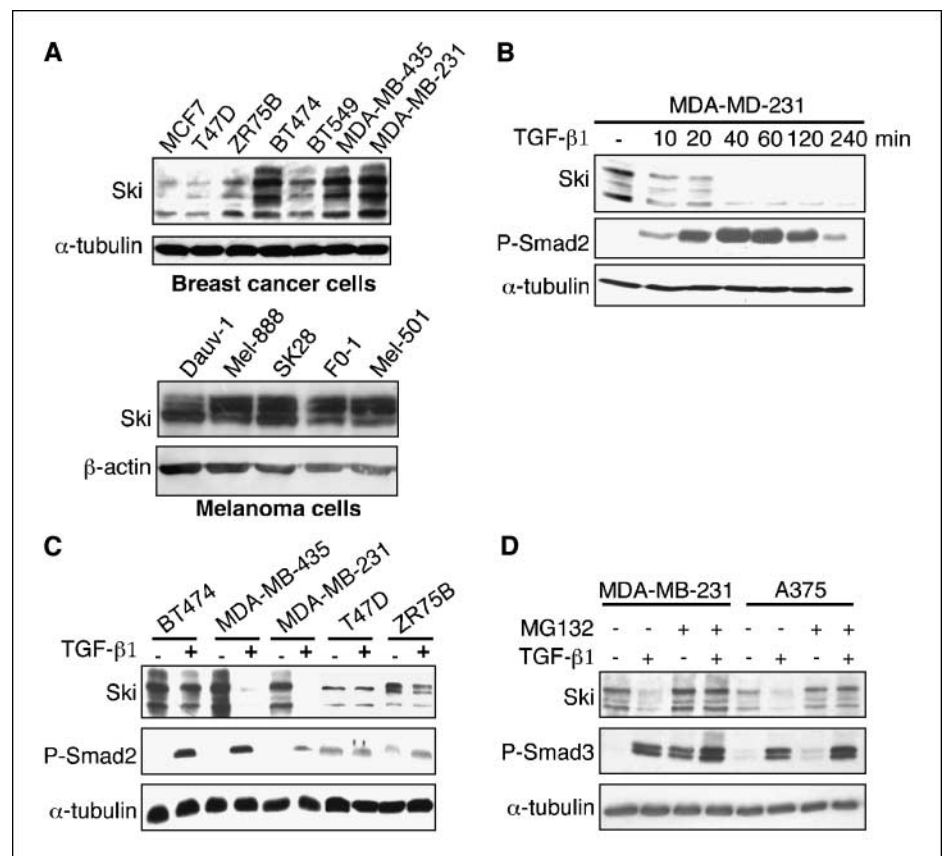 A
MCF7 T47D ZR75B BT474 BT549 MDA-MB-435 MDA-MB-231
Ski
α-tubulin
Breast cancer cells
Dauv-1 Mel-888 SK28 F0-1 Mel-501
Ski
β-actin
Melanoma cells
B
MDA-MD-231
TGF-β1 - 10 20 40 60 120 240 min
Ski
P-Smad2
α-tubulin
C
BT474 MDA-MB-435 MDA-MB-231 T47D ZR75B
TGF-β1 - + - + - + - + - +
Ski
P-Smad2
α-tubulin
D
MDA-MB-231 A375
MG132 - - + + - - + +
TGF-β1 - + - + - + - +
Ski
P-Smad3
α-tubulin